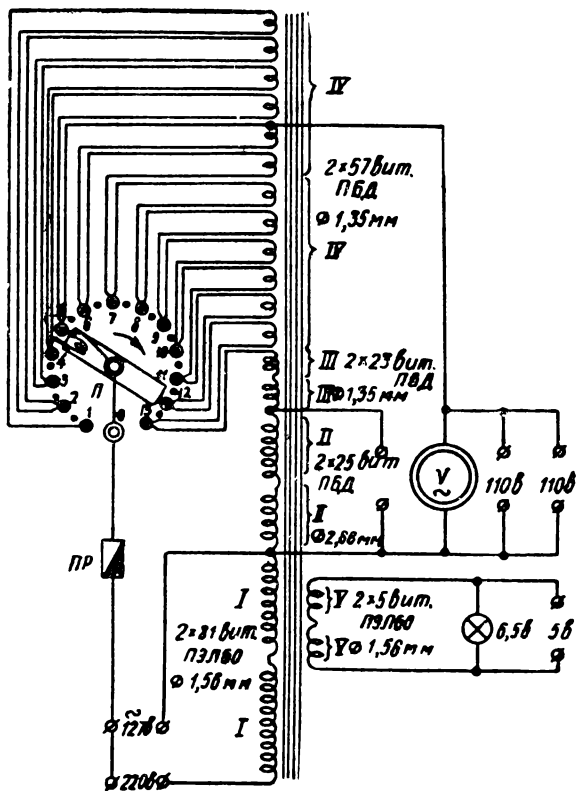 IV
2×57 вит.
ПБД
⌀ 1,35 мм
IV
III 2×23 вит.
ПБД
III ⌀ 1,35 мм
II
2×25 вит
ПБД
II
⌀ 2,68 мм
V
~
110в
110в
I
2×81 вит.
ПЭЛБО
⌀ 1,56 мм
I
V 2×5 вит.
ПЭЛБО
V ⌀ 1,56 мм
6,5в
5в
1
2
3
4
6
7
8
9
10
11
12
13
П
ПР
~
127в
220в